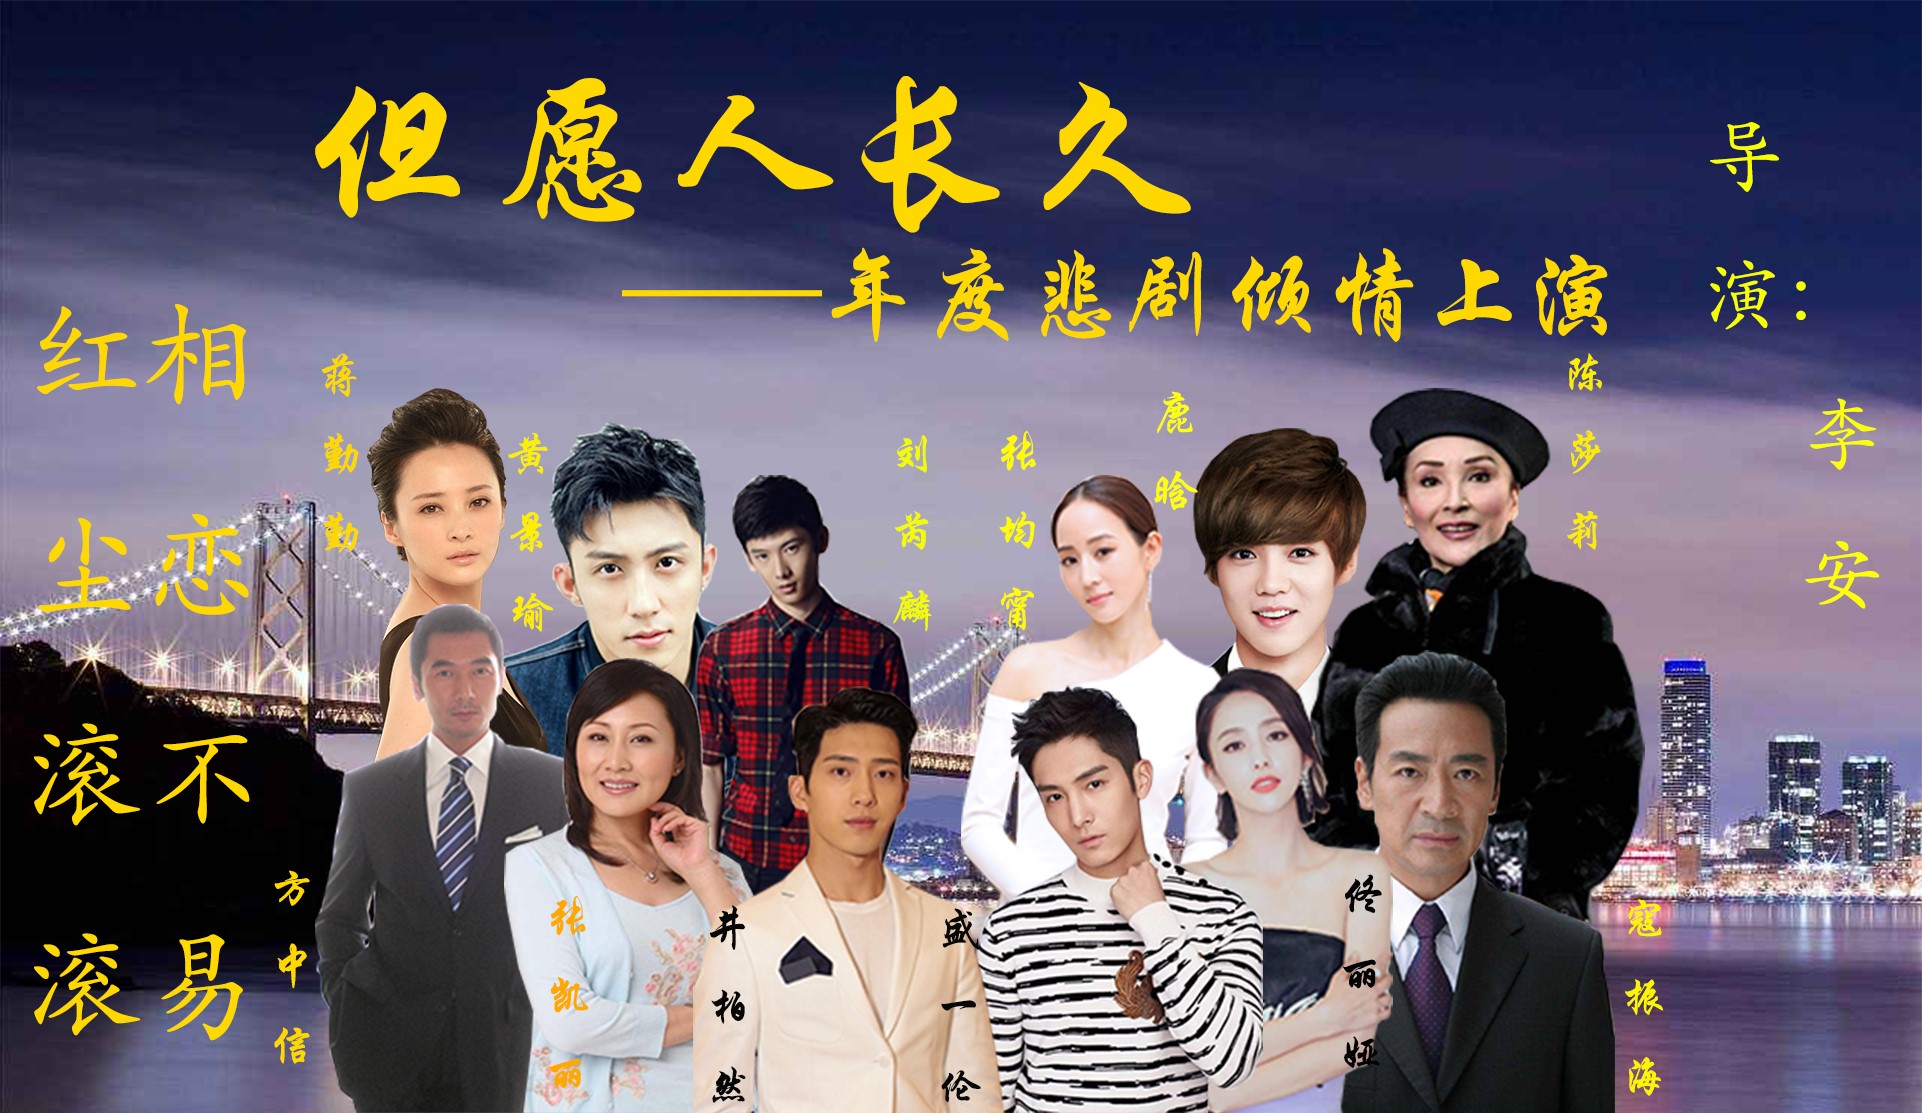 但愿人长久
——年度悲剧倾情上演
导演：
李安
相恋不易
红尘滚滚
蒋勤勤
黄景瑜
刘芮麟
张均甯
鹿晗
陈莎莉
方中信
张凯丽
井柏然
盛一伦
佟丽娅
寇振海